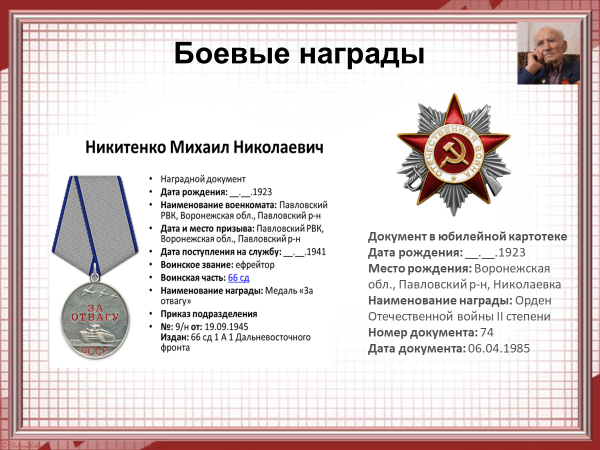 Боевые награды
Никитенко Михаил Николаевич
• Наградной документ
• Дата рождения: __.__.1923
• Наименование военкомата: Павловский
РВК, Воронежская обл., Павловский р-н
• Дата и место призыва: Павловский РВК,
Воронежская обл., Павловский р-н
• Дата поступления на службу: __.__.1941
• Воинское звание: ефрейтор
• Воинская часть: 66 сд
• Наименование награды: Медаль «За
отвагу»
• Приказ подразделения
• №: 9/н от: 19.09.1945
Издан: 66 сд 1 А 1 Дальневосточного
фронта
ЗА
ОТВАГУ
СССР
ОТЕЧЕСТВЕННАЯ ВОЙНА
Документ в юбилейной картотеке
Дата рождения: __.__.1923
Место рождения: Воронежская
обл., Павловский р-н, Николаевка
Наименование награды: Орден
Отечественной войны II степени
Номер документа: 74
Дата документа: 06.04.1985